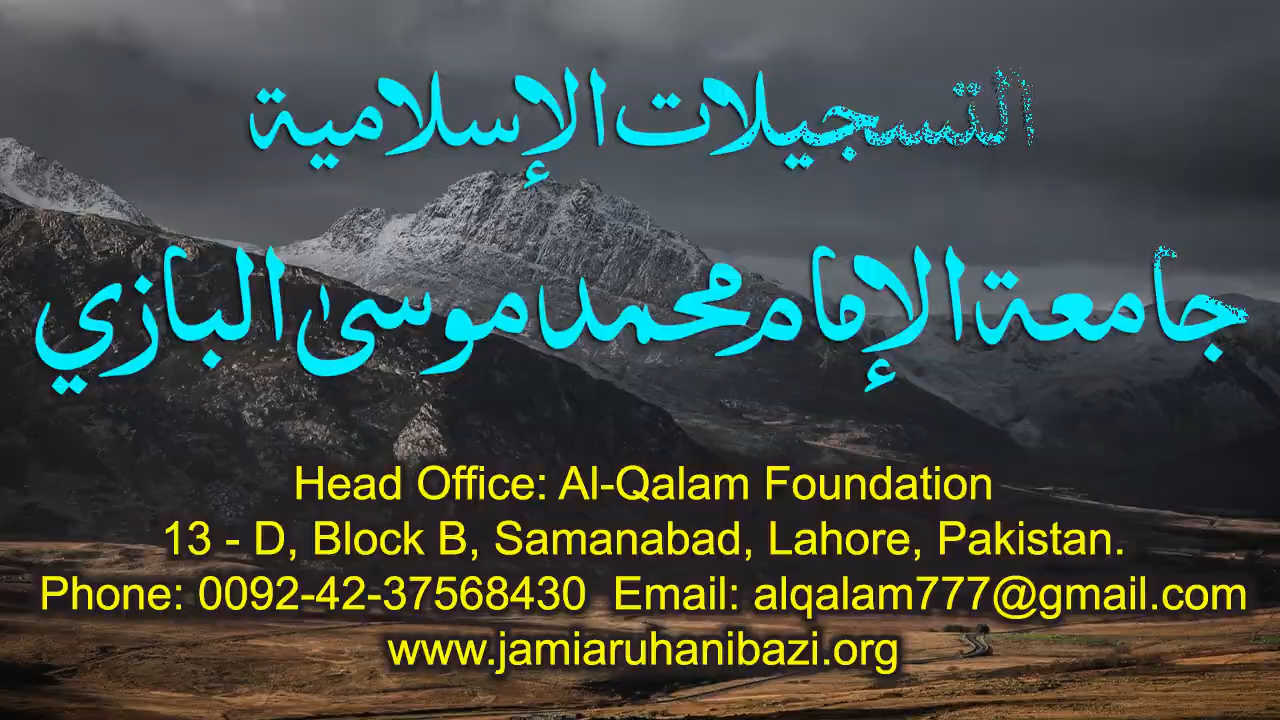 التسجيلات الإسلامية
جامعة الإمام محمد موسىٰ البازي
Head Office: Al-Qalam Foundation
13 - D, Block B, Samanabad, Lahore, Pakistan.
Phone: 0092-42-37568430 Email: alqalam777@gmail.com
www.jamiaruhanibazi.org